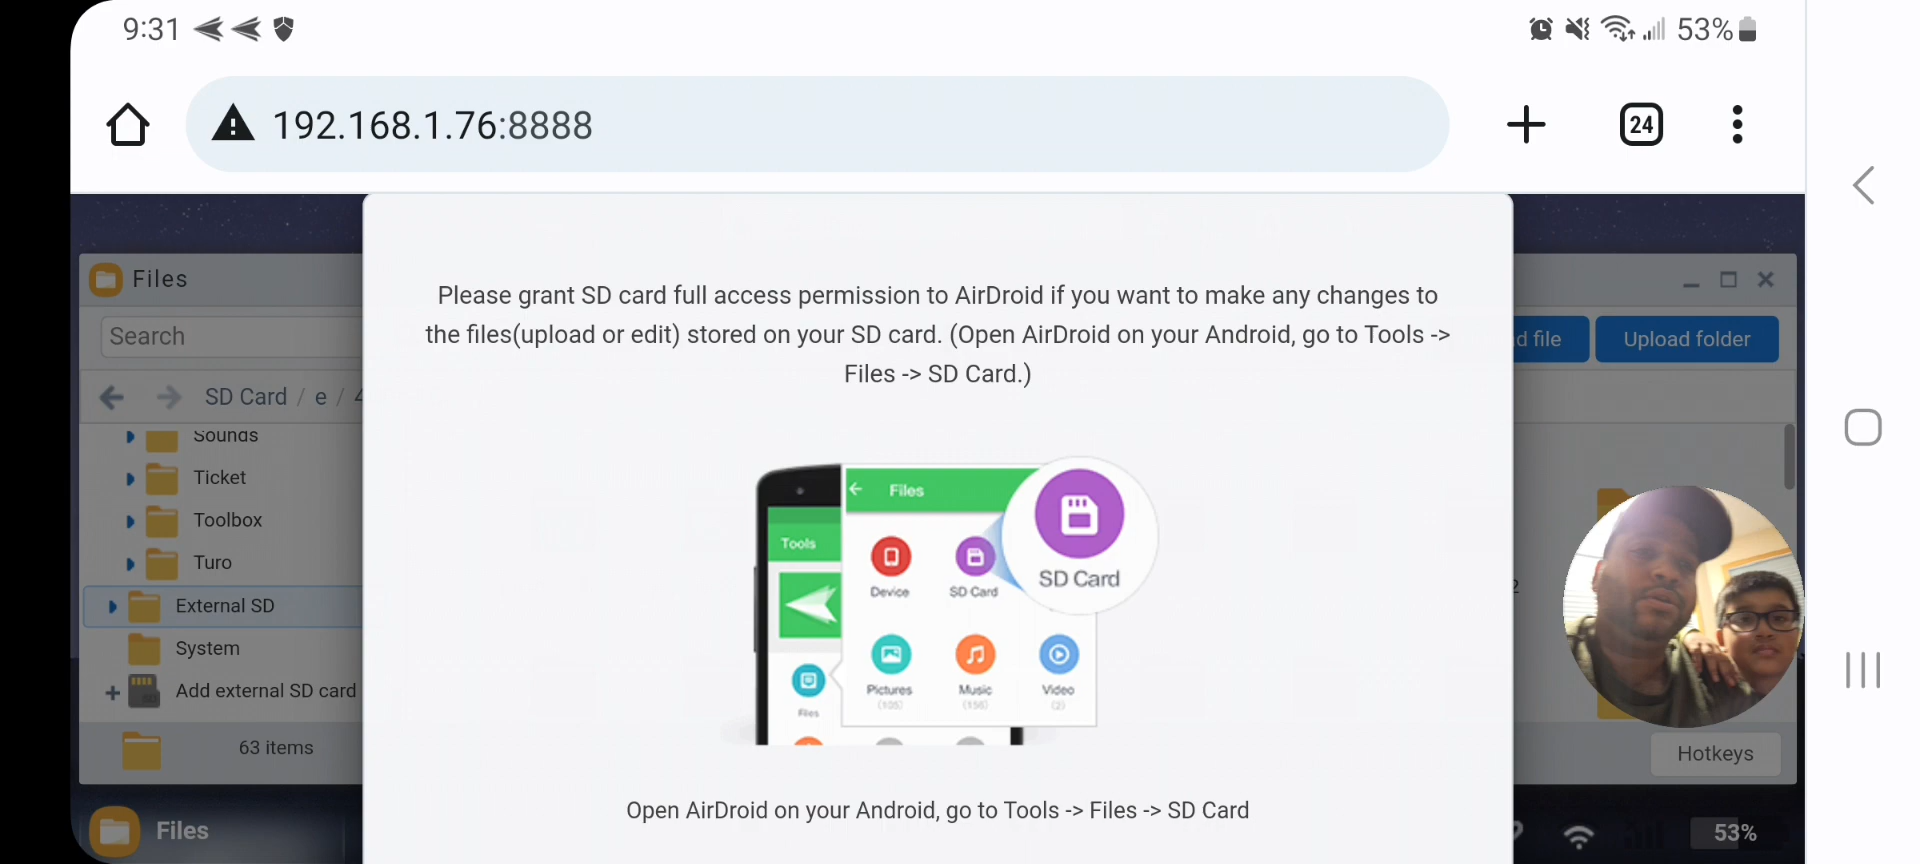 9:31
53%
192.168.1.76:8888
24
Files
Search
SD Card / e /
Sounds
Ticket
Toolbox
Turo
External SD
System
Add external SD card
63 items
Please grant SD card full access permission to AirDroid if you want to make any changes to
the files(upload or edit) stored on your SD card. (Open AirDroid on your Android, go to Tools ->
Files -> SD Card.)
Tools
Files
Files
Device
SD Card
SD Card
Pictures
(105)
Music
(156)
Video
(2)
Open AirDroid on your Android, go to Tools -> Files -> SD Card
file
Upload folder
Hotkeys
Files
53%